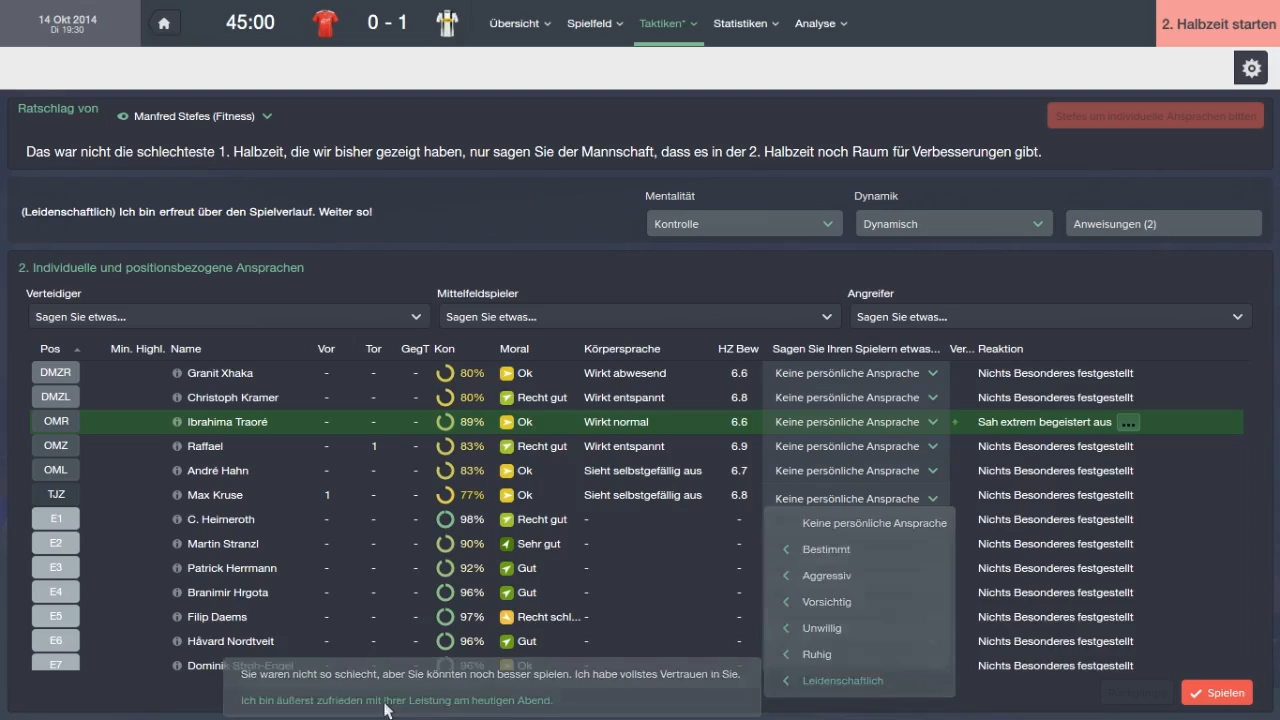 14 Okt 2014
Di 19:30
45:00
0 - 1
Übersicht
Spielfeld
Taktiken*
Statistiken
Analyse
2. Halbzeit starten
Ratschlag von
Manfred Stefes (Fitness)
Stefes um individuelle Ansprachen bitten
Das war nicht die schlechteste 1. Halbzeit, die wir bisher gezeigt haben, nur sagen Sie der Mannschaft, dass es in der 2. Halbzeit noch Raum für Verbesserungen gibt.
Mentalität
Dynamik
(Leidenschaftlich) Ich bin erfreut über den Spielverlauf. Weiter so!
Kontrolle
Dynamisch
Anweisungen (2)
2. Individuelle und positionsbezogene Ansprachen
Verteidiger
Mittelfeldspieler
Angreifer
Sagen Sie etwas...
Sagen Sie etwas...
Sagen Sie etwas...
Pos Min. Highl. Name Vor Tor GegT Kon Moral Körpersprache HZ Bew Sagen Sie Ihren Spielern etwas... Ver... Reaktion
DMZR Granit Xhaka - - - 80% Ok Wirkt abwesend 6.6 Keine persönliche Ansprache Nichts Besonderes festgestellt
DMZL Christoph Kramer - - - 80% Recht gut Wirkt entspannt 6.8 Keine persönliche Ansprache Nichts Besonderes festgestellt
OMR Ibrahima Traoré - - - 89% Ok Wirkt normal 6.6 Keine persönliche Ansprache Sah extrem begeistert aus ...
OMZ Raffael - 1 - 83% Recht gut Wirkt entspannt 6.9 Keine persönliche Ansprache Nichts Besonderes festgestellt
OML André Hahn - - - 83% Ok Sieht selbstgefällig aus 6.7 Keine persönliche Ansprache Nichts Besonderes festgestellt
TJZ Max Kruse 1 - - 77% Ok Sieht selbstgefällig aus 6.8 Keine persönliche Ansprache Nichts Besonderes festgestellt
E1 C. Heimeroth - - - 98% Recht gut - - Nichts Besonderes festgestellt
E2 Martin Stranzl - - - 90% Sehr gut - - Nichts Besonderes festgestellt
E3 Patrick Herrmann - - - 92% Gut - - Nichts Besonderes festgestellt
E4 Branimir Hrgota - - - 96% Gut - - Nichts Besonderes festgestellt
E5 Filip Daems - - - 97% Recht schl... - - Nichts Besonderes festgestellt
E6 Håvard Nordtveit - - - 96% Gut - - Nichts Besonderes festgestellt
E7 Dominik Stroh-Engel - - - 96% Ok - - Nichts Besonderes festgestellt
Keine persönliche Ansprache
Bestimmt
Aggressiv
Vorsichtig
Unwillig
Ruhig
Leidenschaftlich
Sie waren nicht so schlecht, aber Sie könnten noch besser spielen. Ich habe vollstes Vertrauen in Sie.
Ich bin äußerst zufrieden mit Ihrer Leistung am heutigen Abend.
Spielen